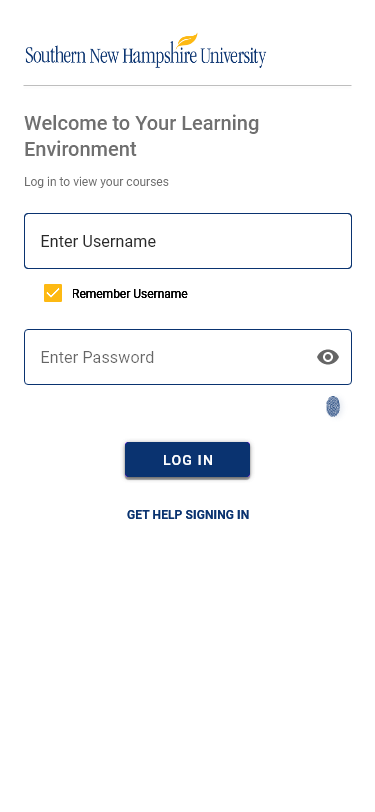 Southern New Hampshire University
Welcome to Your Learning
Environment
Log in to view your courses
Enter Username
Remember Username
Enter Password
LOG IN
GET HELP SIGNING IN